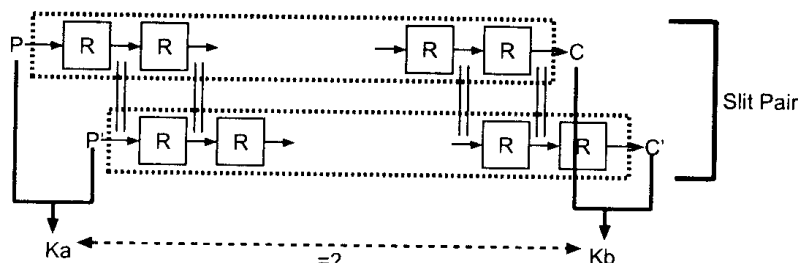 P R R R R C
Slit Pair
P' R R R R C'
Ka Kb
=?